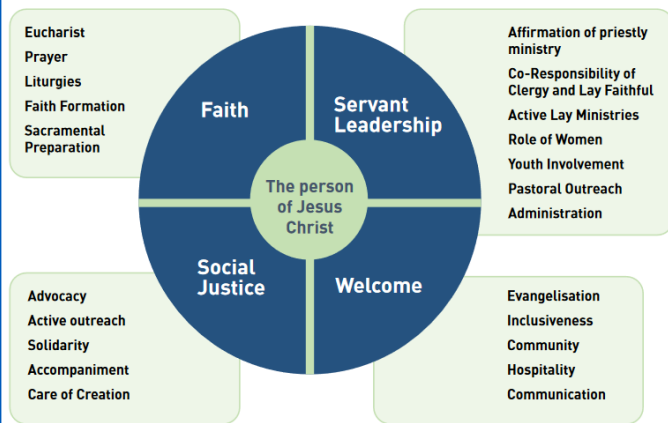 Eucharist
Prayer
Liturgies
Faith Formation
Sacramental
Preparation
Faith
Servant
Leadership
Affirmation of priestly
ministry
Co-Responsibility of
Clergy and Lay Faithful
Active Lay Ministries
Role of Women
Youth Involvement
Pastoral Outreach
Administration
The person
of Jesus
Christ
Social
Justice
Welcome
Advocacy
Active outreach
Solidarity
Accompaniment
Care of Creation
Evangelisation
Inclusiveness
Community
Hospitality
Communication